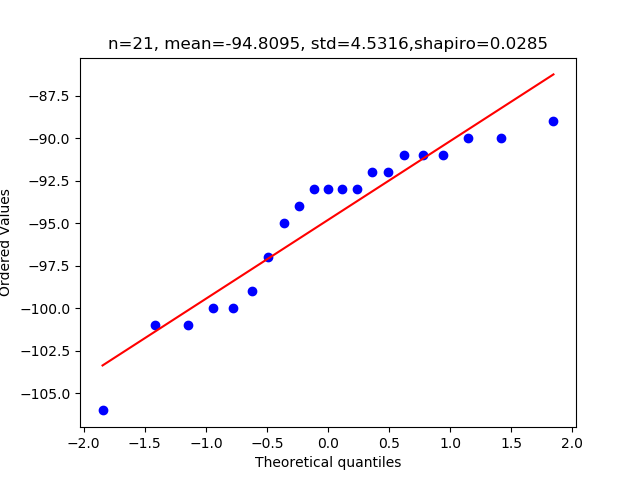 n=21, mean=-94.8095, std=4.5316,shapiro=0.0285
Ordered Values
−87.5
−90.0
−92.5
−95.0
−97.5
−100.0
−102.5
−105.0
−2.0 −1.5 −1.0 −0.5 0.0 0.5 1.0 1.5 2.0
Theoretical quantiles